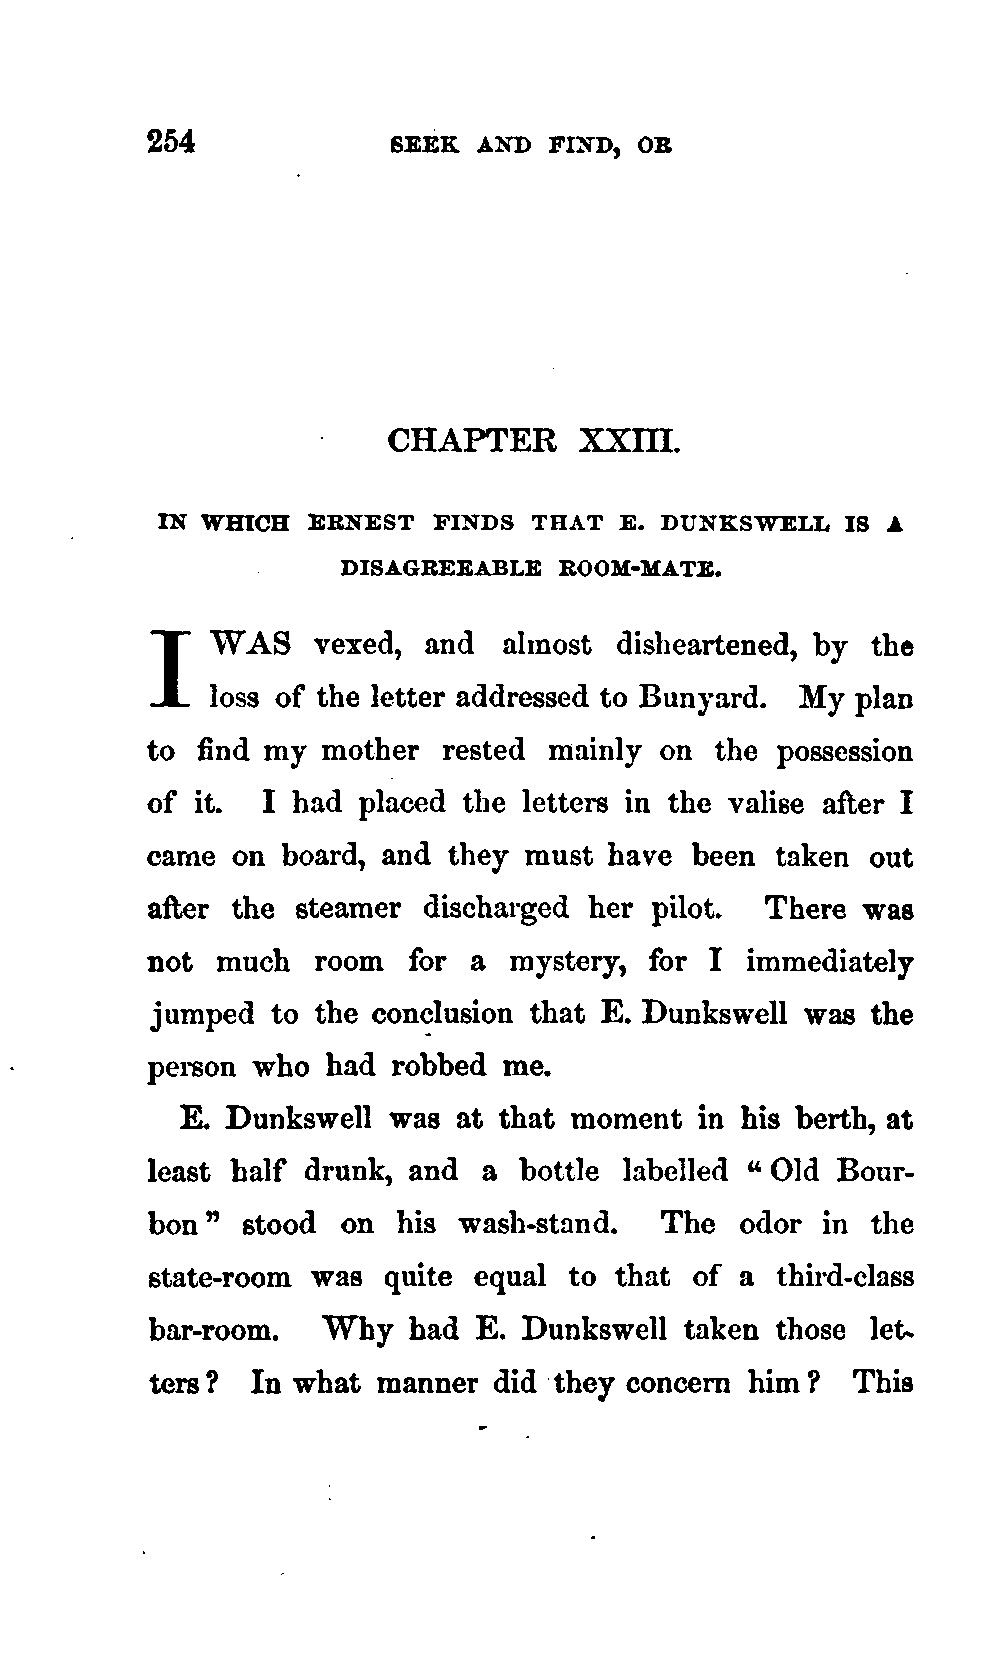 254 SEEK AND FIND, OR
CHAPTER XXIII.
IN WHICH ERNEST FINDS THAT E. DUNKSWELL IS A
DISAGREEABLE ROOM-MATE.
I WAS vexed, and almost disheartened, by the
loss of the letter addressed to Bunyard. My plan
to find my mother rested mainly on the possession
of it. I had placed the letters in the valise after I
came on board, and they must have been taken out
after the steamer discharged her pilot. There was
not much room for a mystery, for I immediately
jumped to the conclusion that E. Dunkswell was the
person who had robbed me.
E. Dunkswell was at that moment in his berth, at
least half drunk, and a bottle labelled "Old Bour-
bon" stood on his wash-stand. The odor in the
state-room was quite equal to that of a third-class
bar-room. Why had E. Dunkswell taken those let-
ters? In what manner did they concern him? This